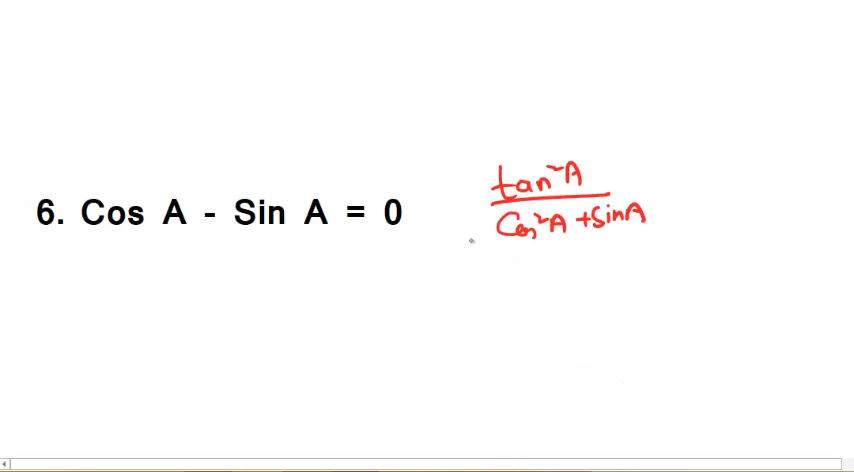 6. Cos A - Sin A = 0
tan²A
Cos²A + SinA